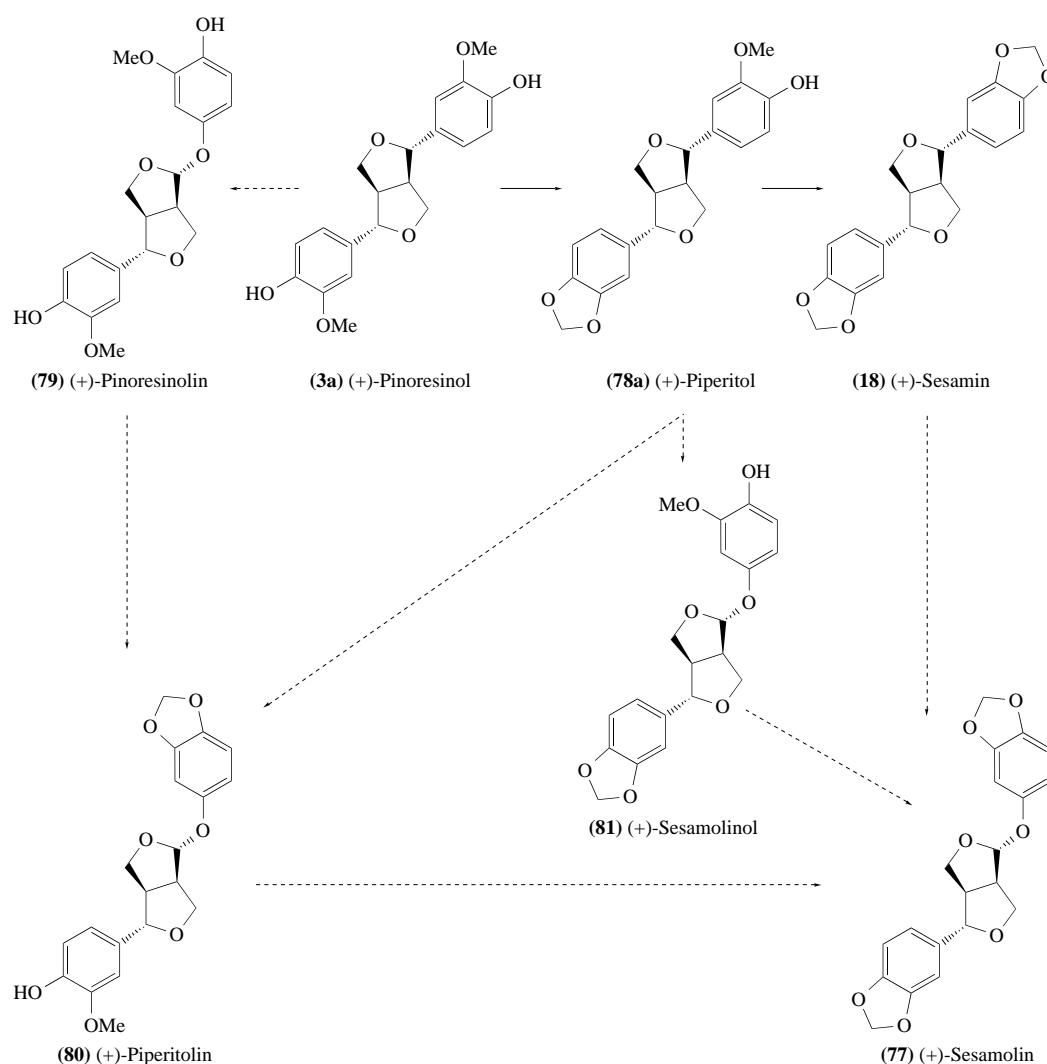 OH
MeO
O
O
O
HO
OMe
(79) (+)-Pinoresinolin
OMe
OH
O
O
HO
OMe
(3a) (+)-Pinoresinol
OMe
OH
O
O
O
O
(78a) (+)-Piperitol
O
O
O
O
O
O
(18) (+)-Sesamin
OH
MeO
O
O
O
O
O
(81) (+)-Sesamolinol
O
O
O
O
O
HO
OMe
(80) (+)-Piperitolin
O
O
O
O
O
O
O
(77) (+)-Sesamolin